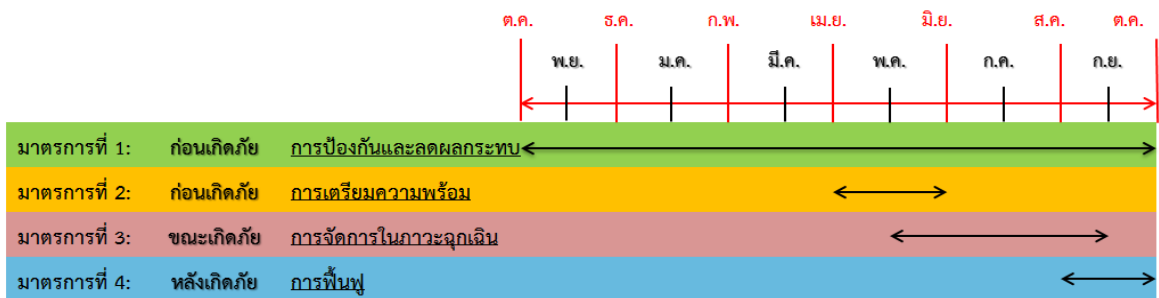 ต.ค. ธ.ค. ก.พ. เม.ย. มิ.ย. ส.ค. ต.ค.
พ.ย. ม.ค. มี.ค. พ.ค. ก.ค. ก.ย.
มาตรการที่ 1: ก่อนเกิดภัย การป้องกันและลดผลกระทบ
มาตรการที่ 2: ก่อนเกิดภัย การเตรียมความพร้อม
มาตรการที่ 3: ขณะเกิดภัย การจัดการในภาวะฉุกเฉิน
มาตรการที่ 4: หลังเกิดภัย การฟื้นฟู